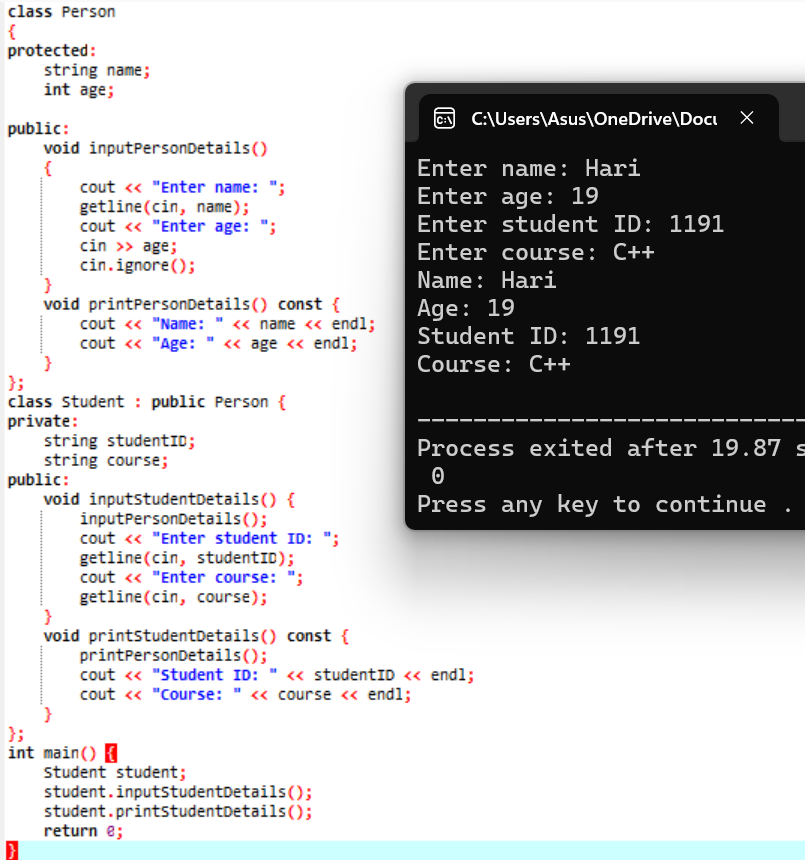 class Person
{
protected:
    string name;
    int age;

public:
    void inputPersonDetails()
    {
        cout << "Enter name: ";
        getline(cin, name);
        cout << "Enter age: ";
        cin >> age;
        cin.ignore();
    }
    void printPersonDetails() const {
        cout << "Name: " << name << endl;
        cout << "Age: " << age << endl;
    }
};
class Student : public Person {
private:
    string studentID;
    string course;
public:
    void inputStudentDetails() {
        inputPersonDetails();
        cout << "Enter student ID: ";
        getline(cin, studentID);
        cout << "Enter course: ";
        getline(cin, course);
    }
    void printStudentDetails() const {
        printPersonDetails();
        cout << "Student ID: " << studentID << endl;
        cout << "Course: " << course << endl;
    }
};
int main() {
    Student student;
    student.inputStudentDetails();
    student.printStudentDetails();
    return 0;
}
C:\Users\Asus\OneDrive\Docu
Enter name: Hari
Enter age: 19
Enter student ID: 1191
Enter course: C++
Name: Hari
Age: 19
Student ID: 1191
Course: C++

----------------------------
Process exited after 19.87 s
 0
Press any key to continue .